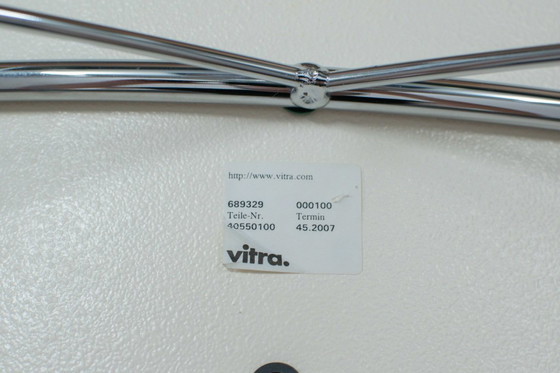 http://www.vitra.com
689329 000100
Teile-Nr. Termin
40550100 45.2007
vitra.